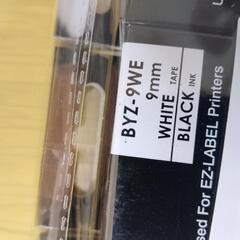 BYZ-9WE
9mm
WHITE TAPE
BLACK INK
sed For EZ-LABEL Printers